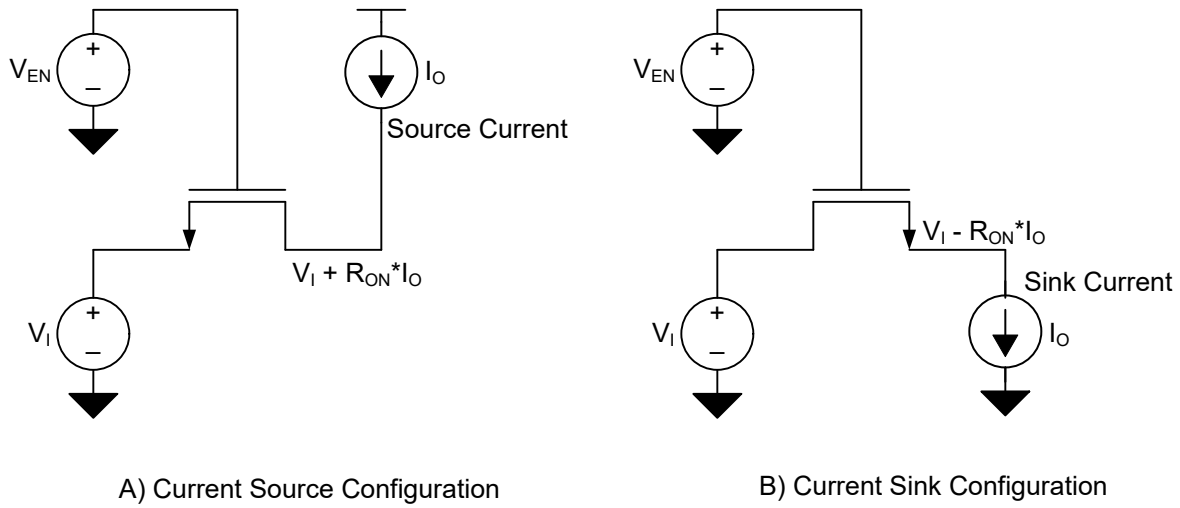 V_EN
+
–
I_O
Source Current
V_I + R_ON*I_O
V_I
+
–
A) Current Source Configuration
V_EN
+
–
V_I - R_ON*I_O
Sink Current
I_O
V_I
+
–
B) Current Sink Configuration